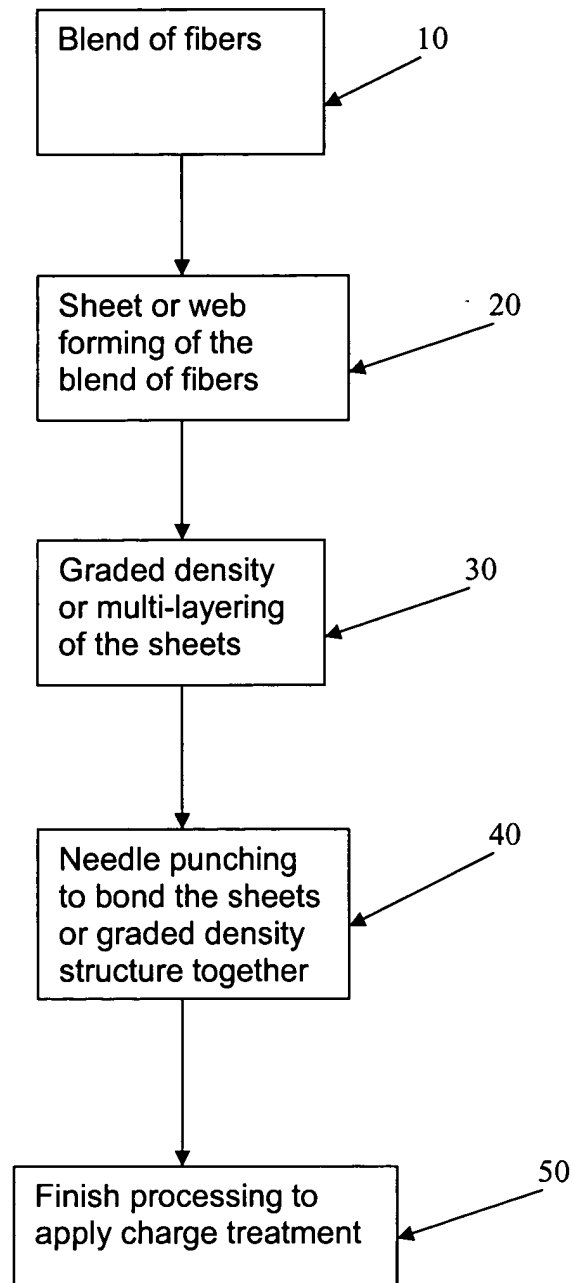 Blend of fibers
10
Sheet or web
forming of the
blend of fibers
20
Graded density
or multi-layering
of the sheets
30
Needle punching
to bond the sheets
or graded density
structure together
40
Finish processing to
apply charge treatment
50